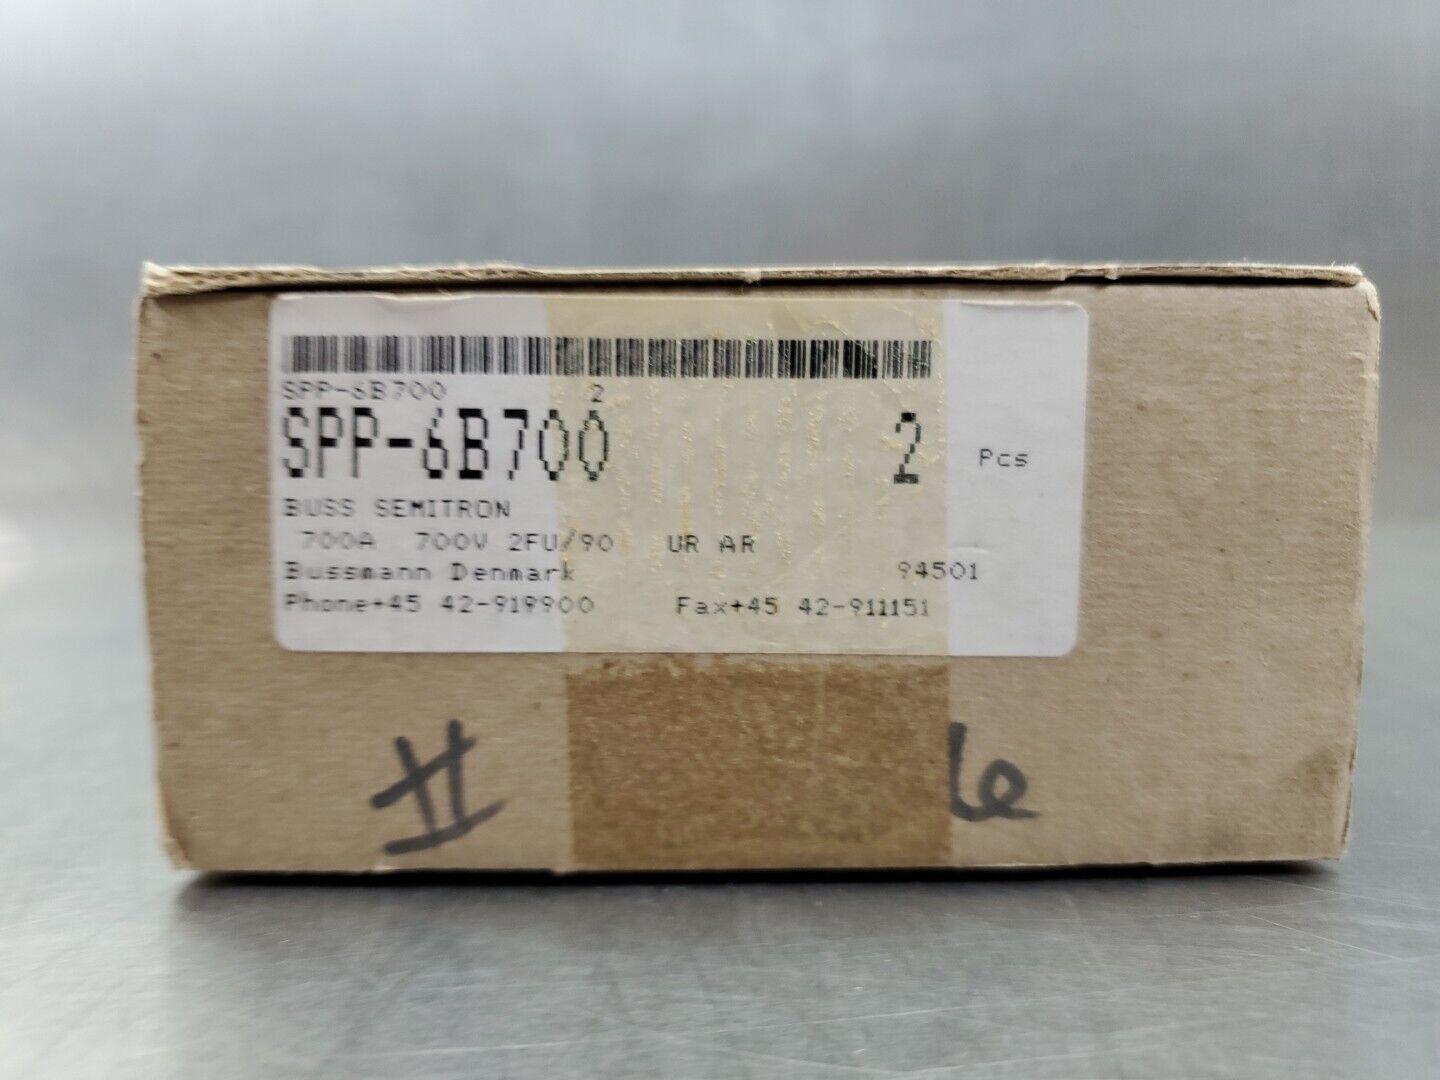 SPP-6B700 2
SPP-6B700 2 Pcs
BUSS SEMITRON
700A 700V 2FU/90 UR AR
Bussmann Denmark 94501
Phone+45 42-919900 Fax+45 42-911151
II